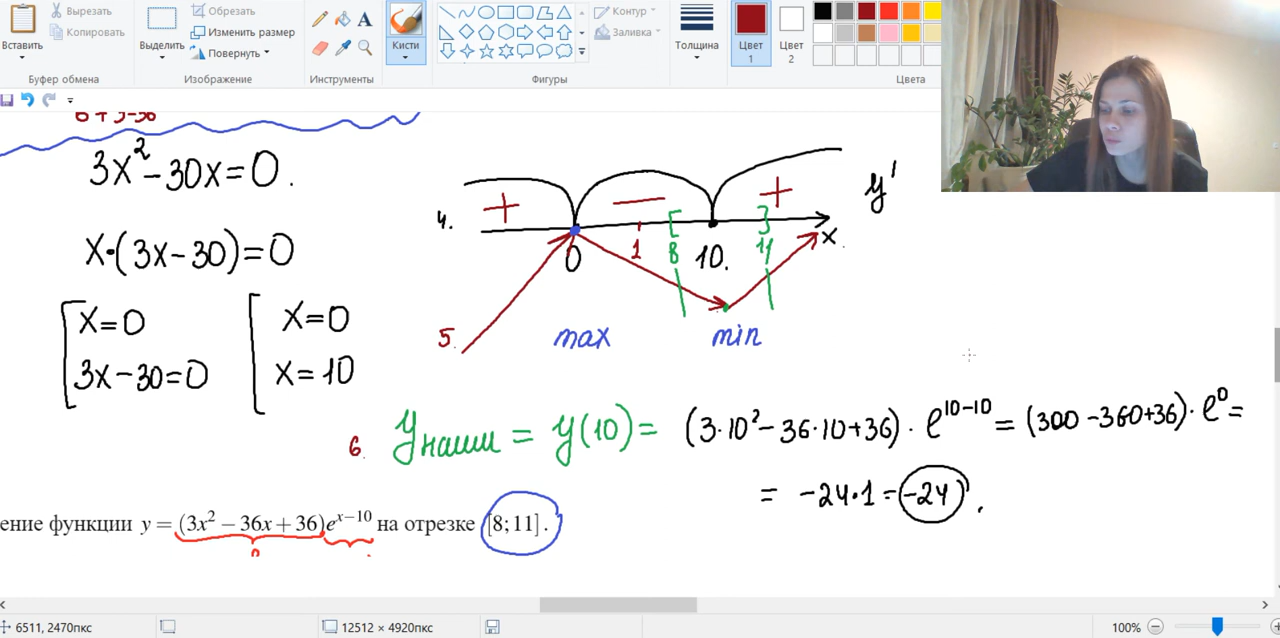 Вырезать
Обрезать
Контур
Копировать
Изменить размер
Заливка
Вставить
Выделить
Повернуть
Кисти
Толщина
Цвет 1
Цвет 2
Буфер обмена
Изображение
Инструменты
Фигуры
Цвета
3x² - 30x = 0.
x·(3x - 30) = 0
x = 0
3x - 30 = 0
x = 0
x = 10
4.
+ − +
y'
0 1 8 10. 11 x
5.
max min
6. yнаим = y(10) = (3·10² - 36·10 + 36) · e¹⁰⁻¹⁰ = (300 - 360 + 36) · e⁰ =
= -24·1 = -24.
ение функции y = (3x² − 36x + 36)eˣ⁻¹⁰ на отрезке [8; 11].
6511, 2470пкс
12512 × 4920пкс
100%